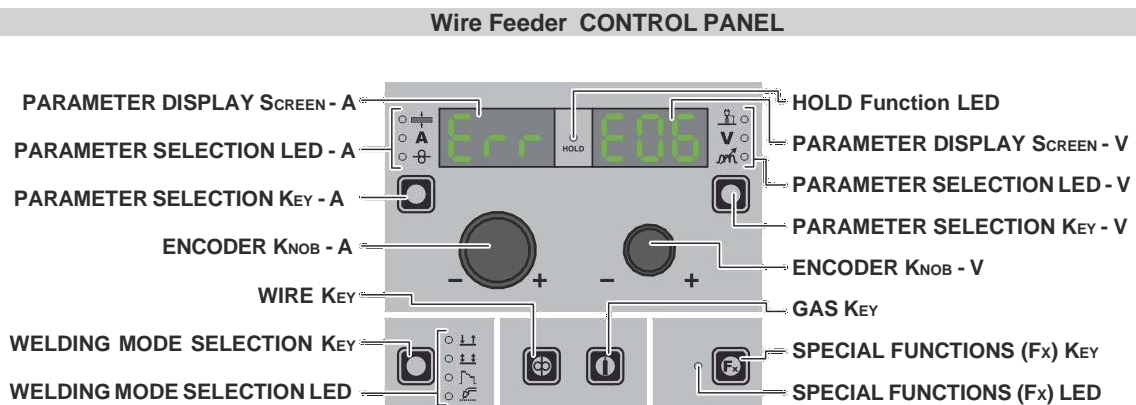 Wire Feeder CONTROL PANEL
PARAMETER DISPLAY SCREEN - A
PARAMETER SELECTION LED - A
PARAMETER SELECTION KEY - A
ENCODER KNOB - A
WIRE KEY
WELDING MODE SELECTION KEY
WELDING MODE SELECTION LED
A
Err
HOLD
E06
V
- +
- +
Fx
HOLD Function LED
PARAMETER DISPLAY SCREEN - V
PARAMETER SELECTION LED - V
PARAMETER SELECTION KEY - V
ENCODER KNOB - V
GAS KEY
SPECIAL FUNCTIONS (FX) KEY
SPECIAL FUNCTIONS (FX) LED